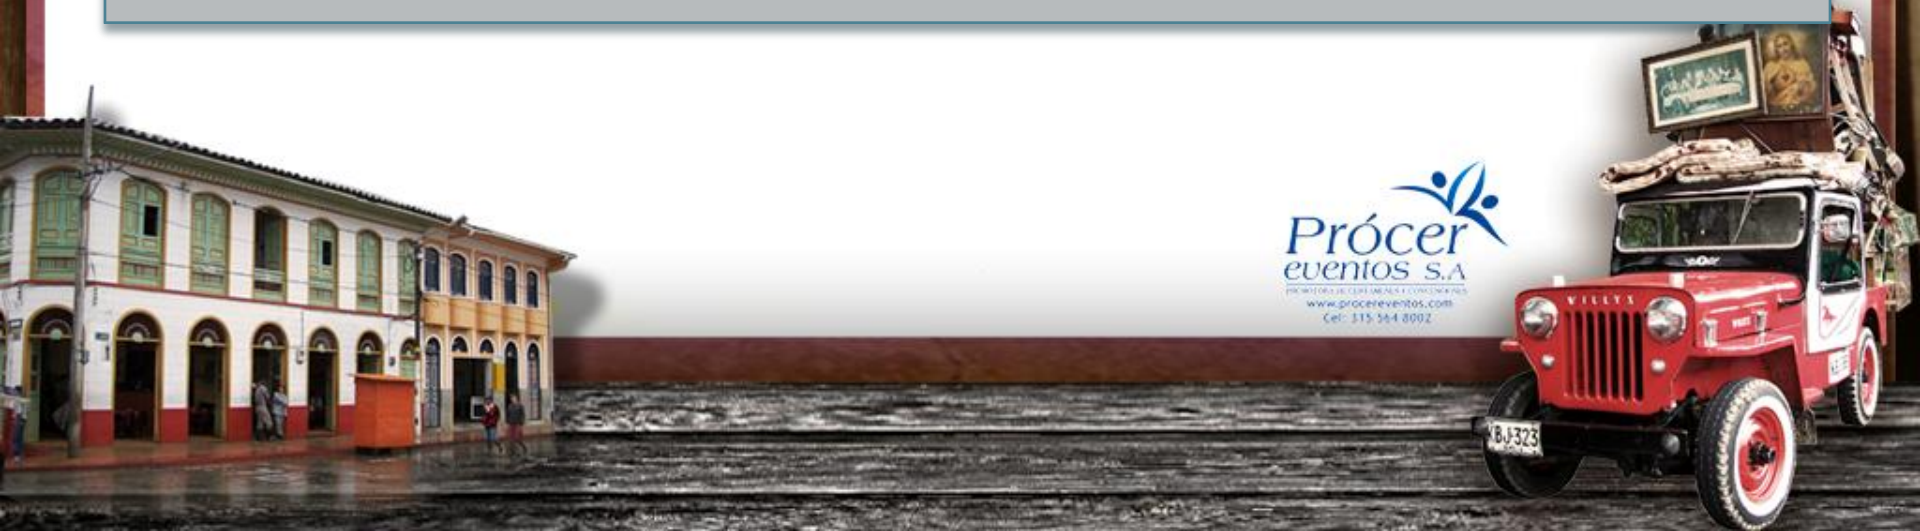 Prócer
eventos S.A
www.procereventos.com
Cel: 315 564 8002
WILLYS
KBJ-323